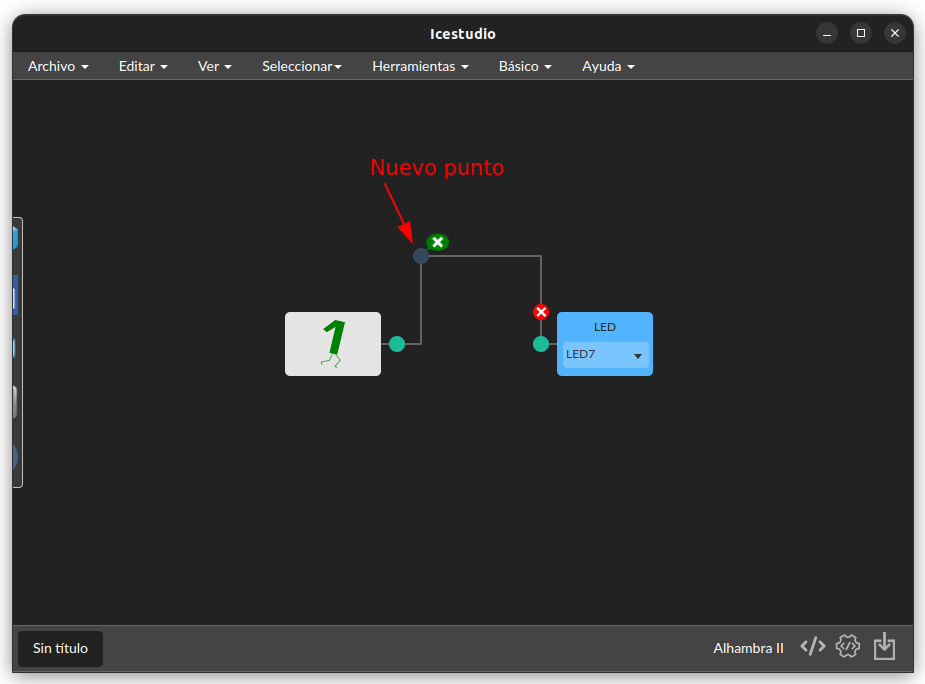 Icestudio
Archivo Editar Ver Seleccionar Herramientas Básico Ayuda
Nuevo punto
1
LED
LED7
Sin título
Alhambra II </>